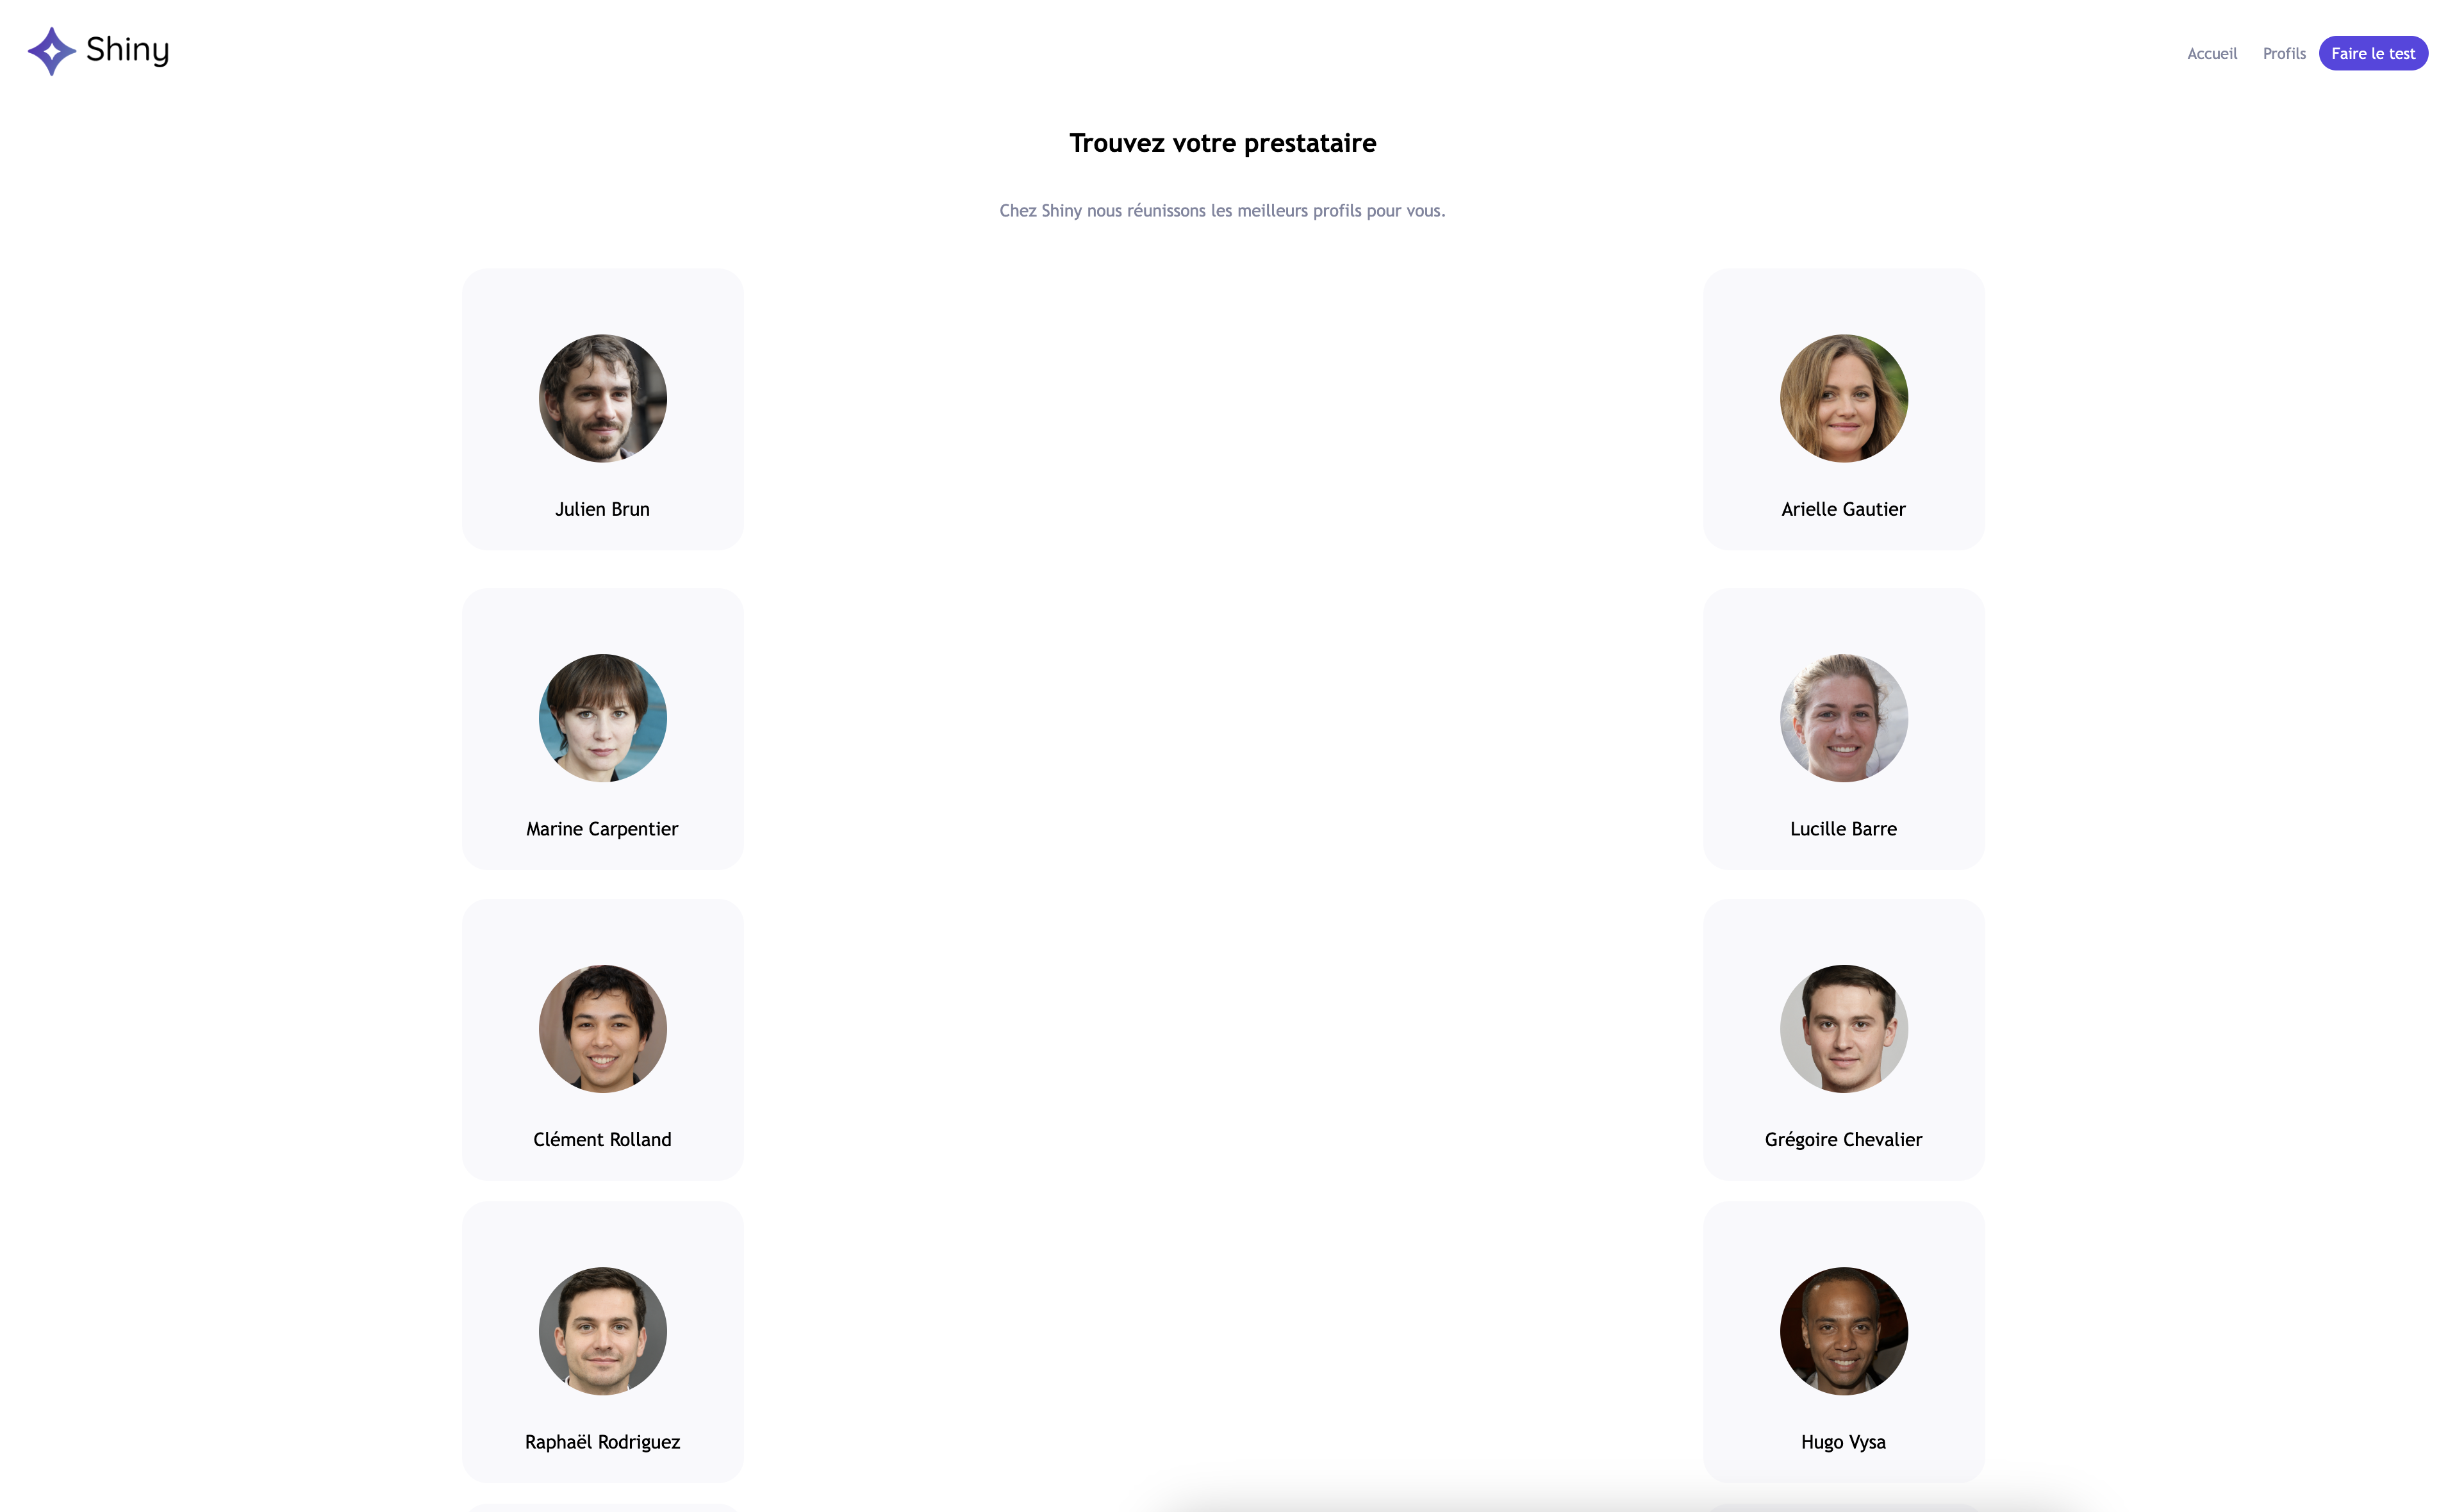 Shiny
Accueil
Profils
Faire le test
Trouvez votre prestataire
Chez Shiny nous réunissons les meilleurs profils pour vous.
Julien Brun
Arielle Gautier
Marine Carpentier
Lucille Barre
Clément Rolland
Grégoire Chevalier
Raphaël Rodriguez
Hugo Vysa